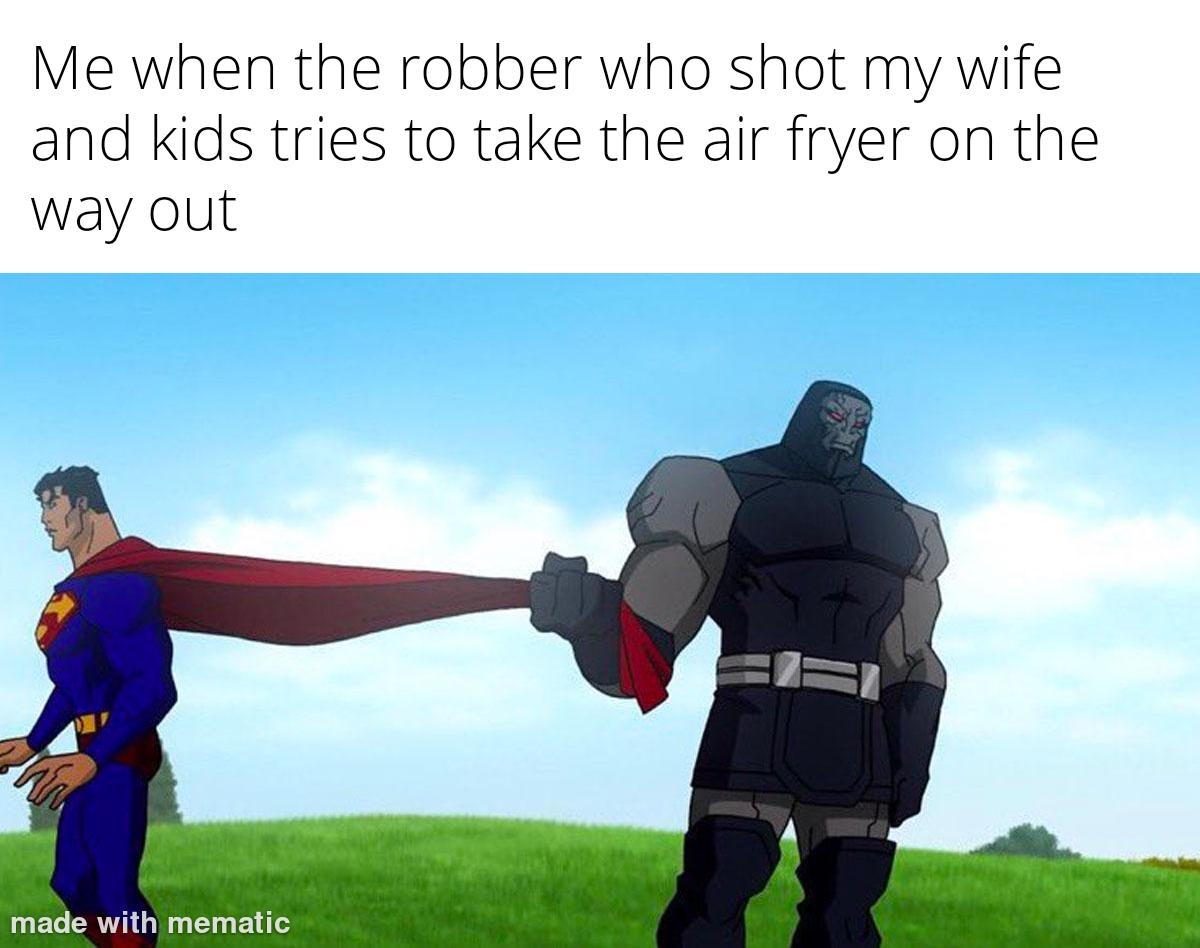 Me when the robber who shot my wife
and kids tries to take the air fryer on the
way out
made with mematic